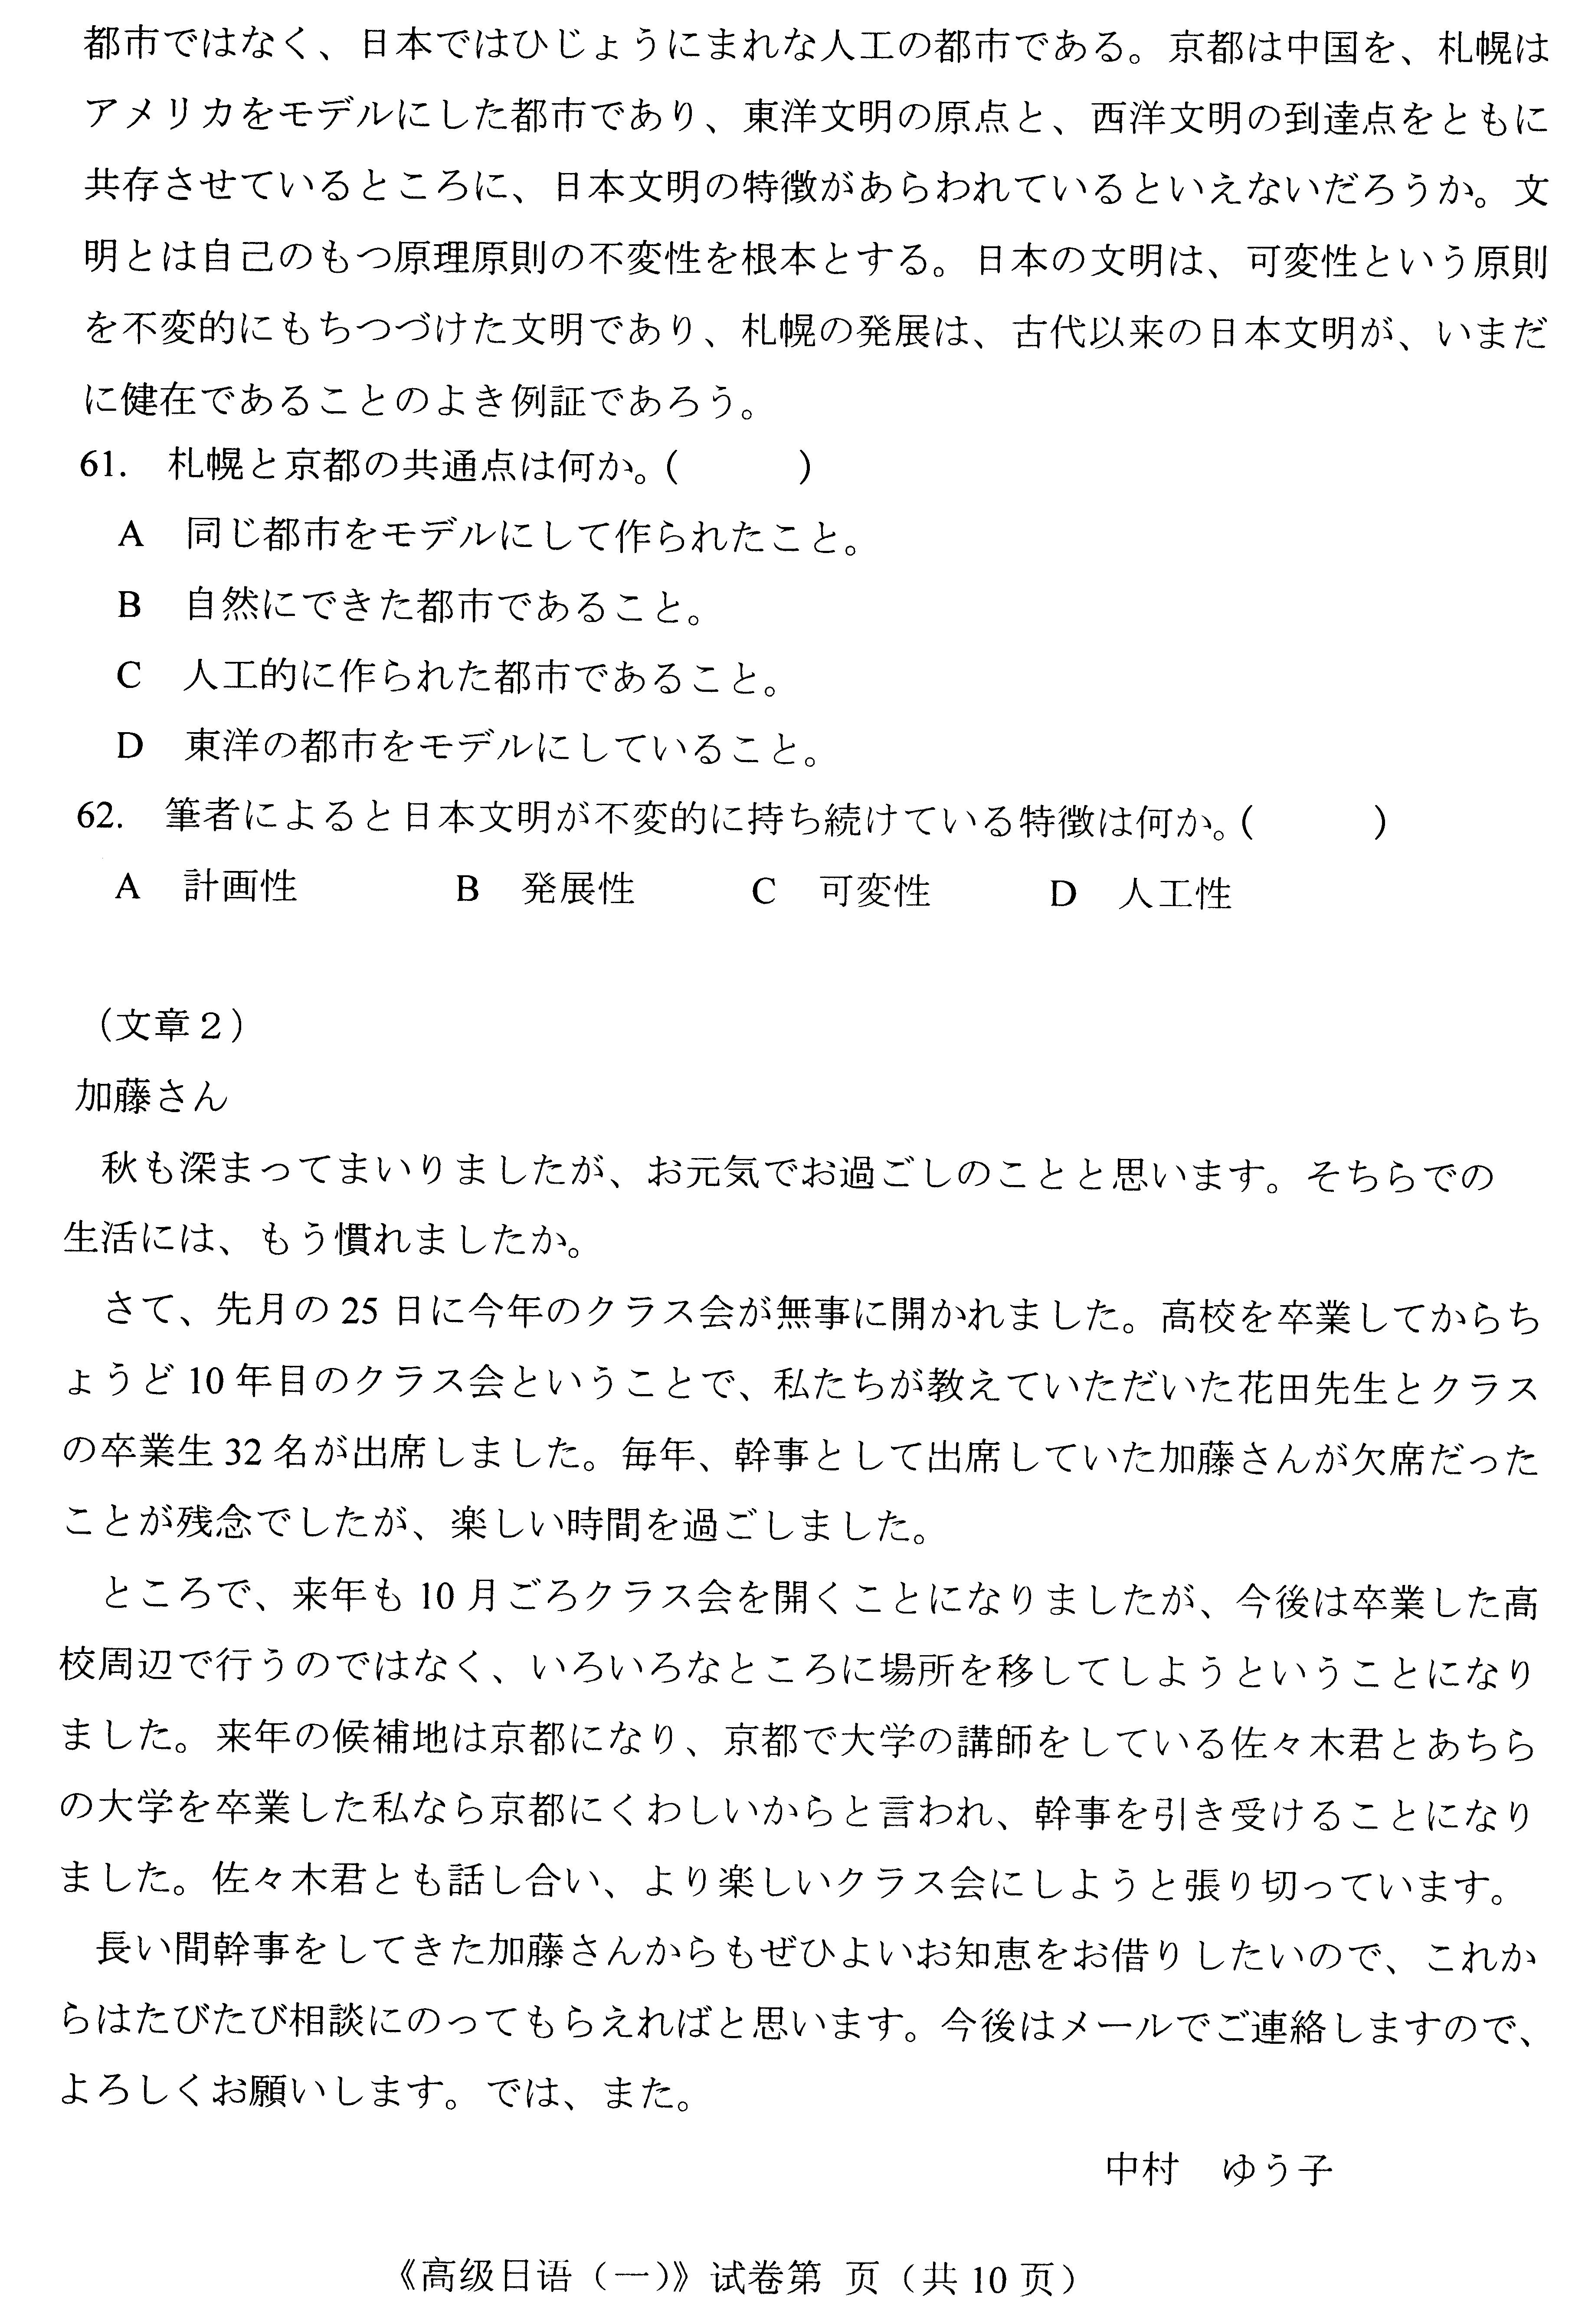 都市ではなく、日本ではひじょうにまれな人工の都市である。京都は中国を、札幌は
アメリカをモデルにした都市であり、東洋文明の原点と、西洋文明の到達点をともに
共存させているところに、日本文明の特徴があらわれているといえないだろうか。文
明とは自己のもつ原理原則の不変性を根本とする。日本の文明は、可変性という原則
を不変的にもちつづけた文明であり、札幌の発展は、古代以来の日本文明が、いまだ
に健在であることのよき例証であろう。
61. 札幌と京都の共通点は何か。(　　　)
A 同じ都市をモデルにして作られたこと。
B 自然にできた都市であること。
C 人工的に作られた都市であること。
D 東洋の都市をモデルにしていること。
62. 筆者によると日本文明が不変的に持ち続けている特徴は何か。(　　　)
A 計画性　B 発展性　C 可変性　D 人工性
（文章２）
加藤さん
秋も深まってまいりましたが、お元気でお過ごしのことと思います。そちらでの
生活には、もう慣れましたか。
さて、先月の 25 日に今年のクラス会が無事に開かれました。高校を卒業してからち
ょうど 10 年目のクラス会ということで、私たちが教えていただいた花田先生とクラス
の卒業生 32 名が出席しました。毎年、幹事として出席していた加藤さんが欠席だった
ことが残念でしたが、楽しい時間を過ごしました。
ところで、来年も 10 月ごろクラス会を開くことになりましたが、今後は卒業した高
校周辺で行うのではなく、いろいろなところに場所を移してしようということになり
ました。来年の候補地は京都になり、京都で大学の講師をしている佐々木君とあちら
の大学を卒業した私なら京都にくわしいからと言われ、幹事を引き受けることになり
ました。佐々木君とも話し合い、より楽しいクラス会にしようと張り切っています。
長い間幹事をしてきた加藤さんからもぜひよいお知恵をお借りしたいので、これか
らはたびたび相談にのってもらえればと思います。今後はメールでご連絡しますので、
よろしくお願いします。では、また。
中村　ゆう子
《高级日语（一）》试卷第 页（共 10 页）